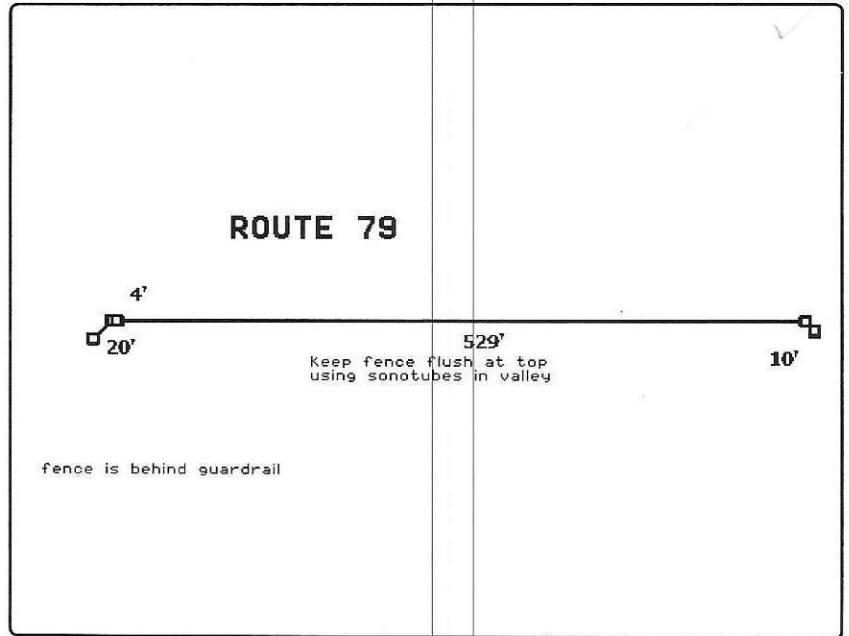 ROUTE 79
4'
20'
529'
Keep fence flush at top
using sonotubes in valley
10'
fence is behind guardrail